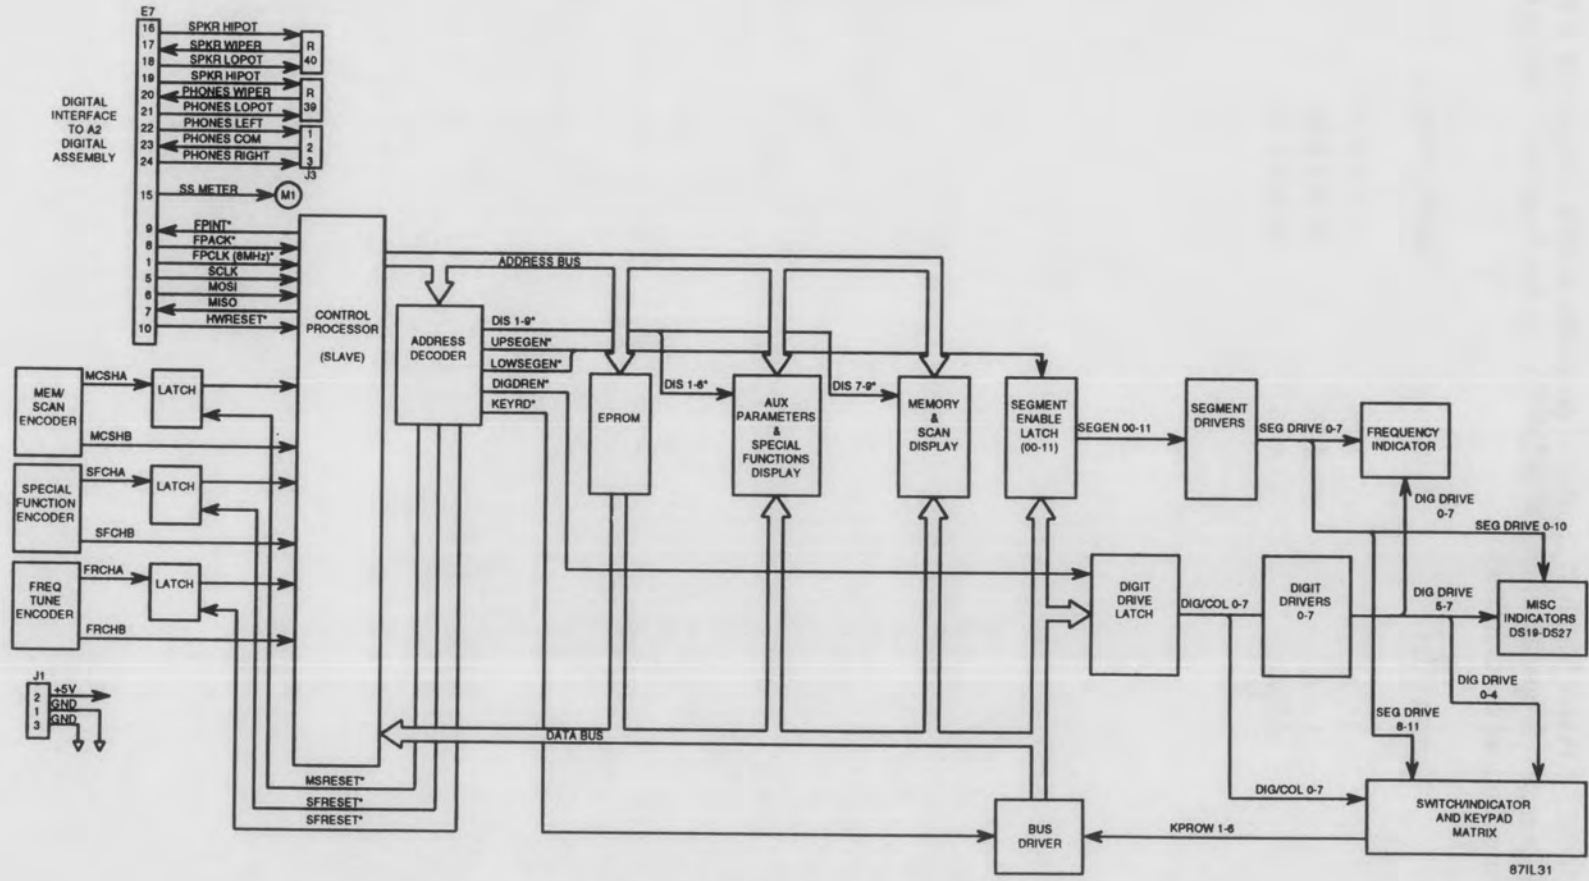 E7
16 SPKR HIPOT
17 SPKR WIPER
18 SPKR LOPOT
R
40
19 SPKR HIPOT
20 PHONES WIPER
21 PHONES LOPOT
R
39
22 PHONES LEFT 1
23 PHONES COM 2
24 PHONES RIGHT 3
J3
DIGITAL
INTERFACE
TO A2
DIGITAL
ASSEMBLY
15 SS METER M1
9 FPINT*
8 FPACK*
1 FPCLK (8MHz)*
5 SCLK
6 MOSI
7 MISO
10 HWRESET*
CONTROL
PROCESSOR
(SLAVE)
ADDRESS BUS
ADDRESS
DECODER
DIS 1-9*
UPSEGEN*
LOWSEGEN*
DIGDREN*
KEYRD*
MEM/
SCAN
ENCODER
MCSHA
LATCH
MCSHB
SPECIAL
FUNCTION
ENCODER
SFCHA
LATCH
SFCHB
FREQ
TUNE
ENCODER
FRCHA
LATCH
FRCHB
J1
2 +5V
1 GND
3 GND
EPROM
DIS 1-6*
AUX
PARAMETERS
&
SPECIAL
FUNCTIONS
DISPLAY
DIS 7-9*
MEMORY
&
SCAN
DISPLAY
SEGMENT
ENABLE
LATCH
(00-11)
SEGEN 00-11
SEGMENT
DRIVERS
SEG DRIVE 0-7
FREQUENCY
INDICATOR
DIG DRIVE
0-7
SEG DRIVE 0-10
DIGIT
DRIVE
LATCH
DIG/COL 0-7
DIGIT
DRIVERS
0-7
DIG DRIVE
5-7
MISC
INDICATORS
DS19-DS27
DIG DRIVE
0-4
SEG DRIVE
8-11
DATA BUS
MSRESET*
SFRESET*
SFRESET*
BUS
DRIVER
KPROW 1-6
DIG/COL 0-7
SWITCH/INDICATOR
AND KEYPAD
MATRIX
871L31